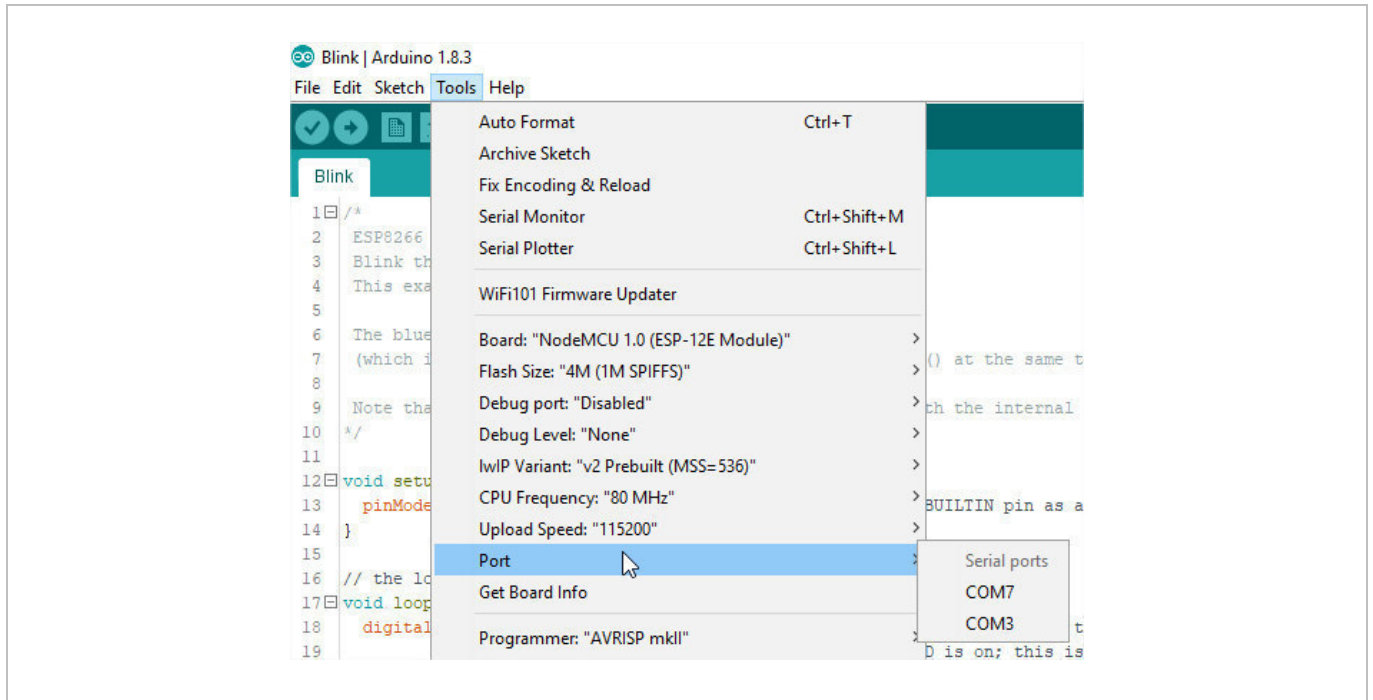 Blink | Arduino 1.8.3
File Edit Sketch Tools Help
Auto Format Ctrl+T
Archive Sketch
Fix Encoding & Reload
Serial Monitor Ctrl+Shift+M
Serial Plotter Ctrl+Shift+L
WiFi101 Firmware Updater
Board: "NodeMCU 1.0 (ESP-12E Module)"
Flash Size: "4M (1M SPIFFS)"
Debug port: "Disabled"
Debug Level: "None"
lwIP Variant: "v2 Prebuilt (MSS=536)"
CPU Frequency: "80 MHz"
Upload Speed: "115200"
Port
Get Board Info
Programmer: "AVRISP mkII"
Serial ports
COM7
COM3
Blink
1 /*
2 ESP8266
3 Blink th
4 This exa
5
6 The blue
7 (which i () at the same t
8
9 Note tha th the internal
10 */
11
12 void setu
13 pinMode BUILTIN pin as a
14 }
15
16 // the lo
17 void loop
18 digital t
19 D is on; this is